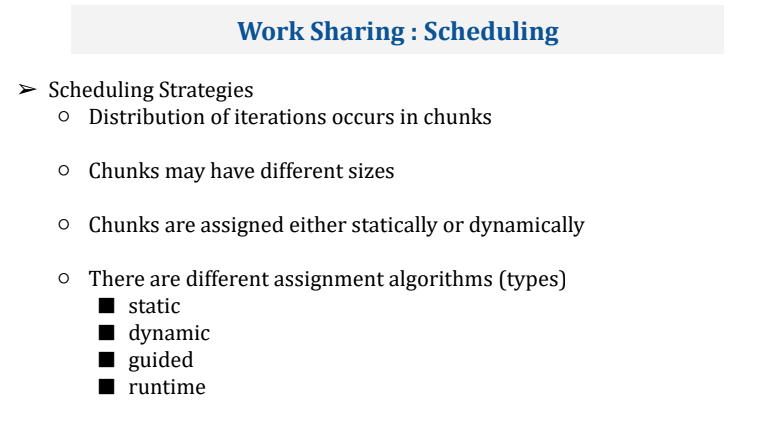 Work Sharing : Scheduling
➢ Scheduling Strategies
○ Distribution of iterations occurs in chunks
○ Chunks may have different sizes
○ Chunks are assigned either statically or dynamically
○ There are different assignment algorithms (types)
■ static
■ dynamic
■ guided
■ runtime